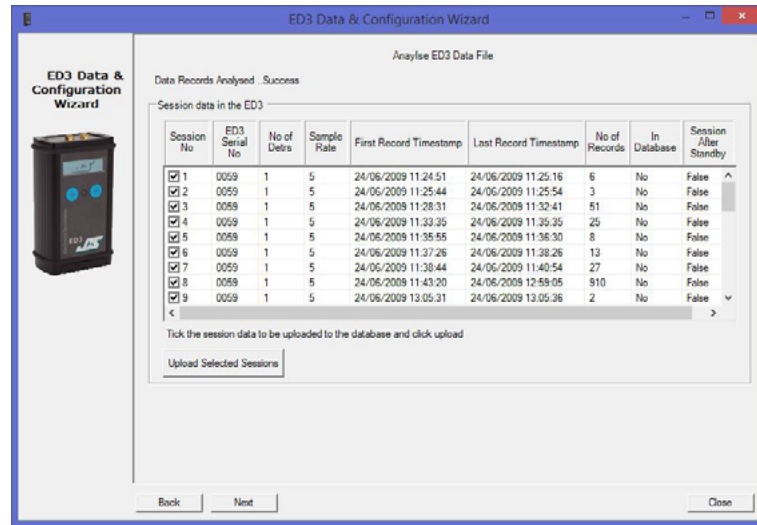 ED3 Data & Configuration Wizard
ED3 Data &
Configuration
Wizard
Anaylse ED3 Data File
Data Records Analysed ..Success
Session data in the ED3
Session No ED3 Serial No No of Detrs Sample Rate First Record Timestamp Last Record Timestamp No of Records In Database Session After Standby
1 0059 1 5 24/06/2009 11:24:51 24/06/2009 11:25:16 6 No False
2 0059 1 5 24/06/2009 11:25:44 24/06/2009 11:25:54 3 No False
3 0059 1 5 24/06/2009 11:28:31 24/06/2009 11:32:41 51 No False
4 0059 1 5 24/06/2009 11:33:35 24/06/2009 11:35:35 25 No False
5 0059 1 5 24/06/2009 11:35:55 24/06/2009 11:36:30 8 No False
6 0059 1 5 24/06/2009 11:37:26 24/06/2009 11:38:26 13 No False
7 0059 1 5 24/06/2009 11:38:44 24/06/2009 11:40:54 27 No False
8 0059 1 5 24/06/2009 11:43:20 24/06/2009 12:59:05 910 No False
9 0059 1 5 24/06/2009 13:05:31 24/06/2009 13:05:36 2 No False
ED3
Tick the session data to be uploaded to the database and click upload
Upload Selected Sessions
Back Next Close